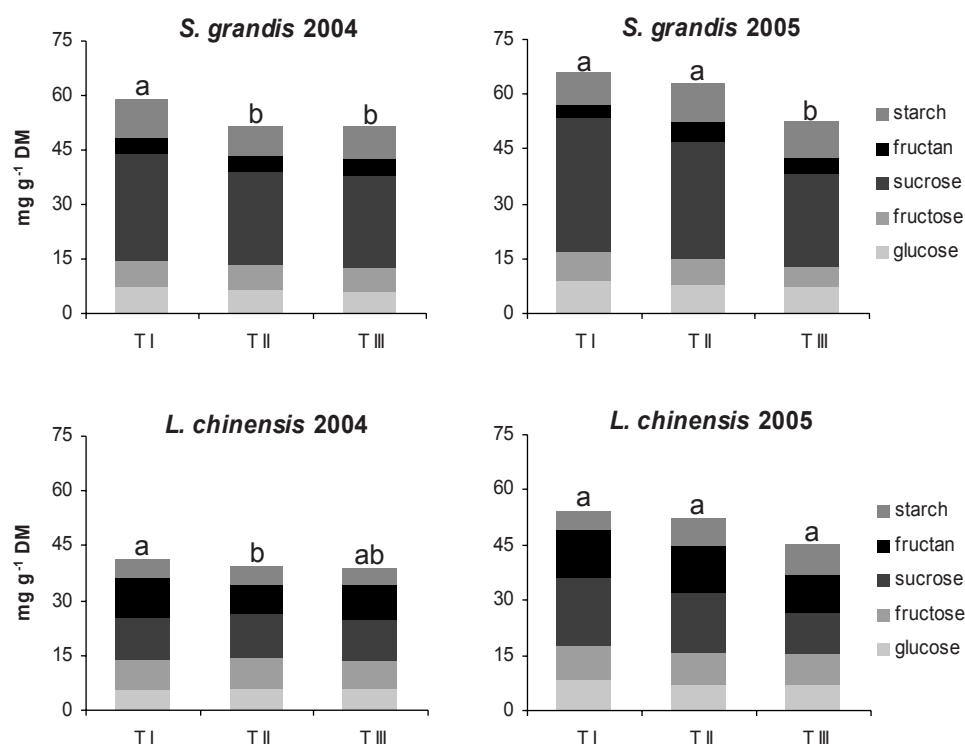 S. grandis 2004
75
60
45
30
15
0
mg g⁻¹ DM
a
b
b
T I
T II
T III
S. grandis 2005
75
60
45
30
15
0
a
a
b
T I
T II
T III
starch
fructan
sucrose
fructose
glucose
L. chinensis 2004
75
60
45
30
15
0
mg g⁻¹ DM
a
b
ab
T I
T II
T III
L. chinensis 2005
75
60
45
30
15
0
a
a
a
T I
T II
T III
starch
fructan
sucrose
fructose
glucose